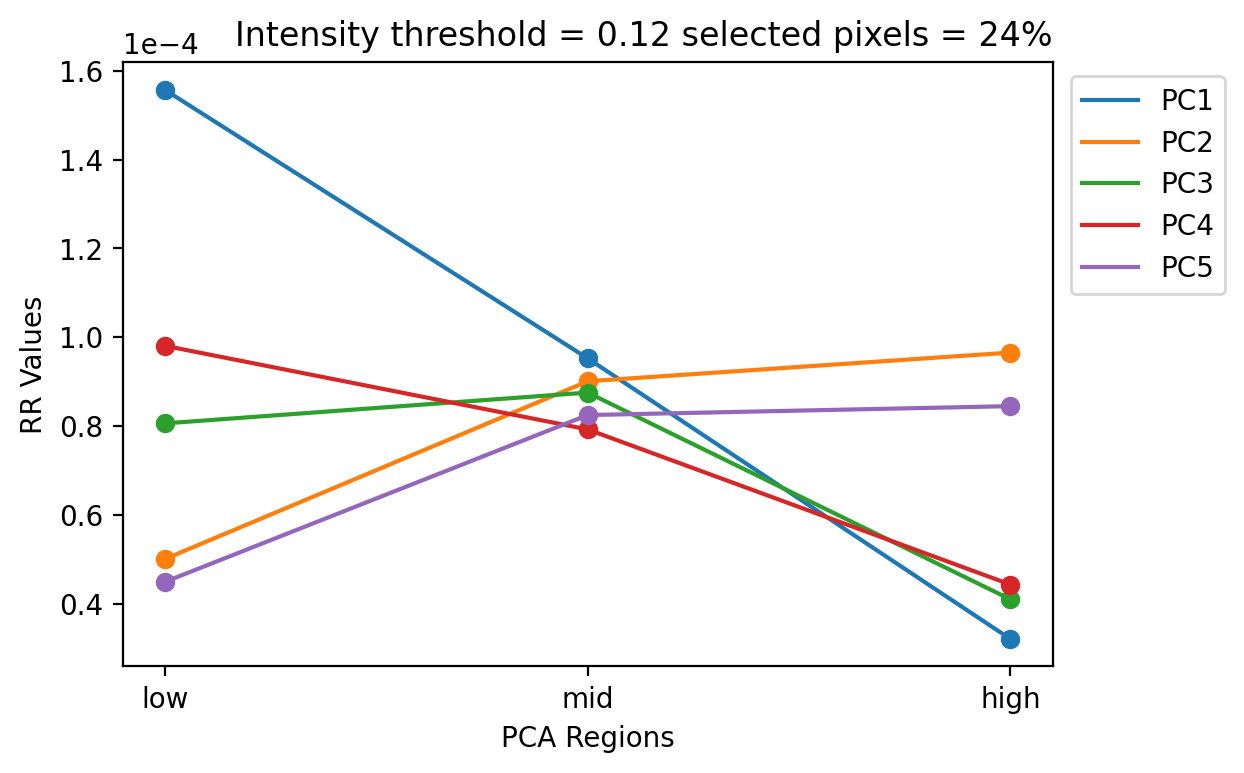 Intensity threshold = 0.12 selected pixels = 24%
1e−4
1.6
1.4
1.2
1.0
0.8
0.6
0.4
RR Values
low mid high
PCA Regions
PC1
PC2
PC3
PC4
PC5